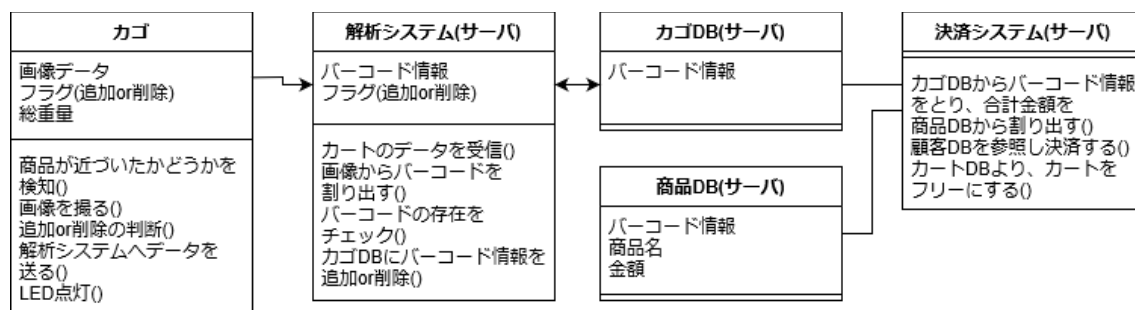 カゴ
画像データ
フラグ(追加or削除)
総重量
商品が近づいたかどうかを
検知()
画像を撮る()
追加or削除の判断()
解析システムへデータを
送る()
LED点灯()
解析システム(サーバ)
バーコード情報
フラグ(追加or削除)
カートのデータを受信()
画像からバーコードを
割り出す()
バーコードの存在を
チェック()
カゴDBにバーコード情報を
追加or削除()
カゴDB(サーバ)
バーコード情報
商品DB(サーバ)
バーコード情報
商品名
金額
決済システム(サーバ)
カゴDBからバーコード情報
をとり、合計金額を
商品DBから割り出す()
顧客DBを参照し決済する()
カートDBより、カートを
フリーにする()